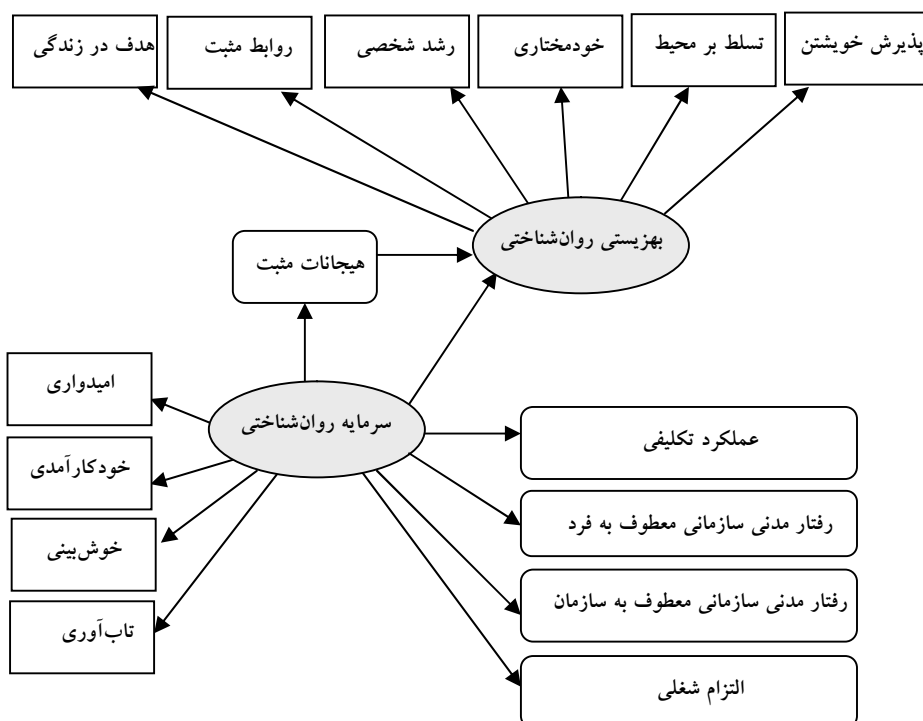 پذیرش خویشتن
تسلط بر محیط
خودمختاری
رشد شخصی
روابط مثبت
هدف در زندگی
بهزیستی روان‌شناختی
هیجانات مثبت
سرمایه روان‌شناختی
امیدواری
خودکارآمدی
خوش‌بینی
تاب‌آوری
عملکرد تکلیفی
رفتار مدنی سازمانی معطوف به فرد
رفتار مدنی سازمانی معطوف به سازمان
التزام شغلی